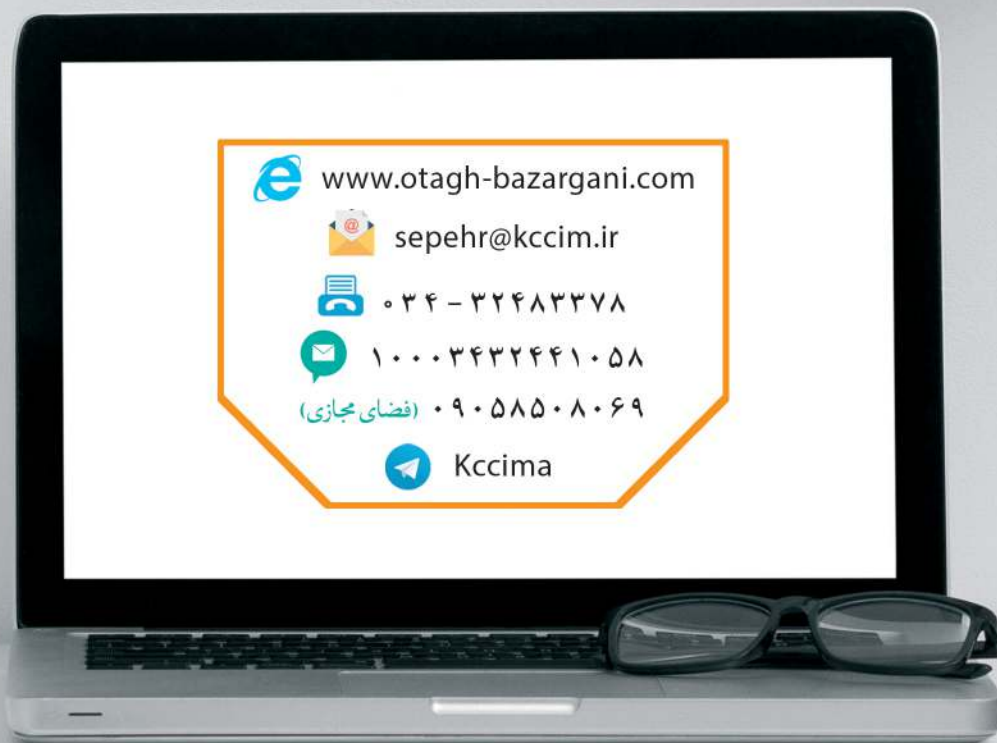 www.otagh-bazargani.com
sepehr@kccim.ir
۰۳۴-۳۲۴۸۳۳۷۸
۱۰۰۰۳۴۳۲۴۴۱۰۵۸
۰۹۰۵۸۵۰۸۰۶۹ (فضای مجازی)
Kccima